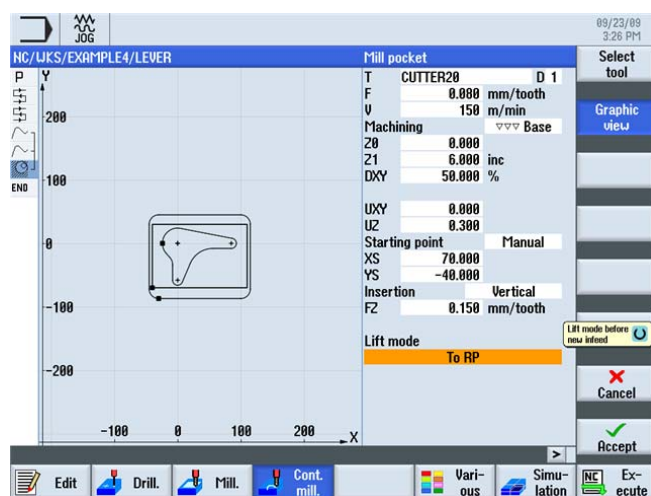 JOG
09/23/09
3:26 PM
NC/WKS/EXAMPLE4/LEVER
Mill pocket
Select tool
P
Y
T CUTTER20 D 1
F 0.080 mm/tooth
V 150 m/min
Graphic view
Machining ▽▽▽ Base
Z0 0.000
Z1 6.000 inc
DXY 50.000 %
UXY 0.000
UZ 0.300
Starting point Manual
XS 70.000
YS -40.000
Insertion Vertical
FZ 0.150 mm/tooth
Lift mode
To RP
200
100
0
-100
-200
-100 0 100 200 X
END
Lift mode before new infeed
Cancel
Accept
>
Edit
Drill.
Mill.
Cont. mill.
Vari- ous
Simu- lation
NC Ex- ecute